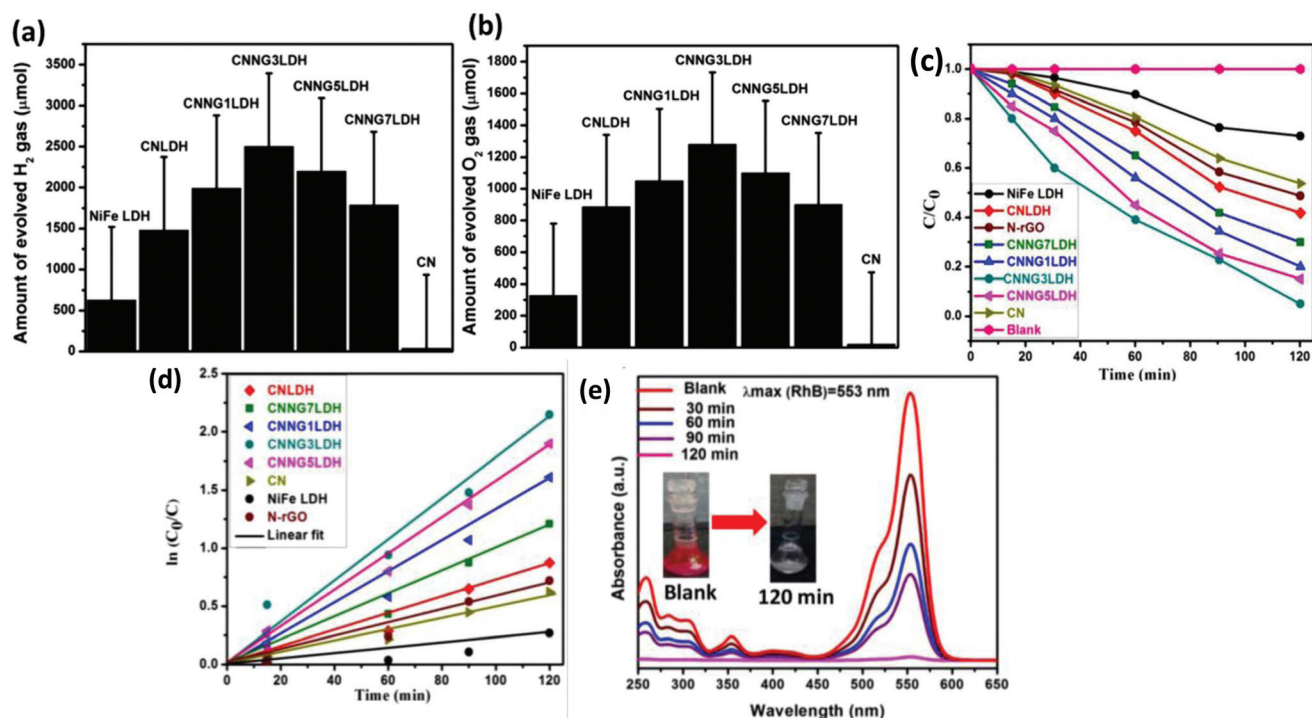 (a)
Amount of evolved H₂ gas (μmol)
3500
3000
2500
2000
1500
1000
500
0
NiFe LDH
CNLDH
CNNG1LDH
CNNG3LDH
CNNG5LDH
CNNG7LDH
CN
(b)
Amount of evolved O₂ gas (μmol)
1800
1600
1400
1200
1000
800
600
400
200
0
NiFe LDH
CNLDH
CNNG1LDH
CNNG3LDH
CNNG5LDH
CNNG7LDH
CN
(c)
C/C₀
1.0
0.8
0.6
0.4
0.2
0.0
NiFe LDH
CNLDH
N-rGO
CNNG7LDH
CNNG1LDH
CNNG3LDH
CNNG5LDH
CN
Blank
0 20 40 60 80 100 120
Time (min)
(d)
ln (C₀/C)
2.5
2.0
1.5
1.0
0.5
0.0
CNLDH
CNNG7LDH
CNNG1LDH
CNNG3LDH
CNNG5LDH
CN
NiFe LDH
N-rGO
Linear fit
0 20 40 60 80 100 120
Time (min)
(e)
Absorbance (a.u.)
Blank
30 min
60 min
90 min
120 min
λmax (RhB)=553 nm
Blank
120 min
250 300 350 400 450 500 550 600 650
Wavelength (nm)